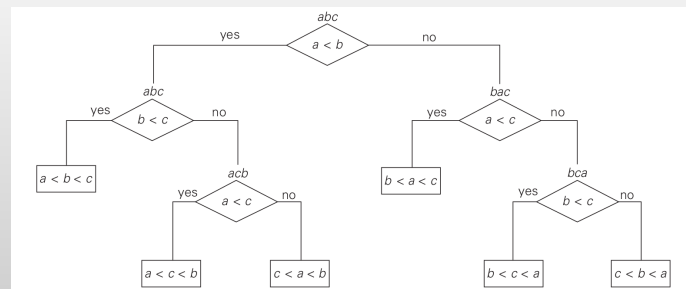 abc
yes a < b no
abc bac
yes b < c no yes a < c no
a < b < c acb b < a < c bca
yes a < c no yes b < c no
a < c < b c < a < b b < c < a c < b < a